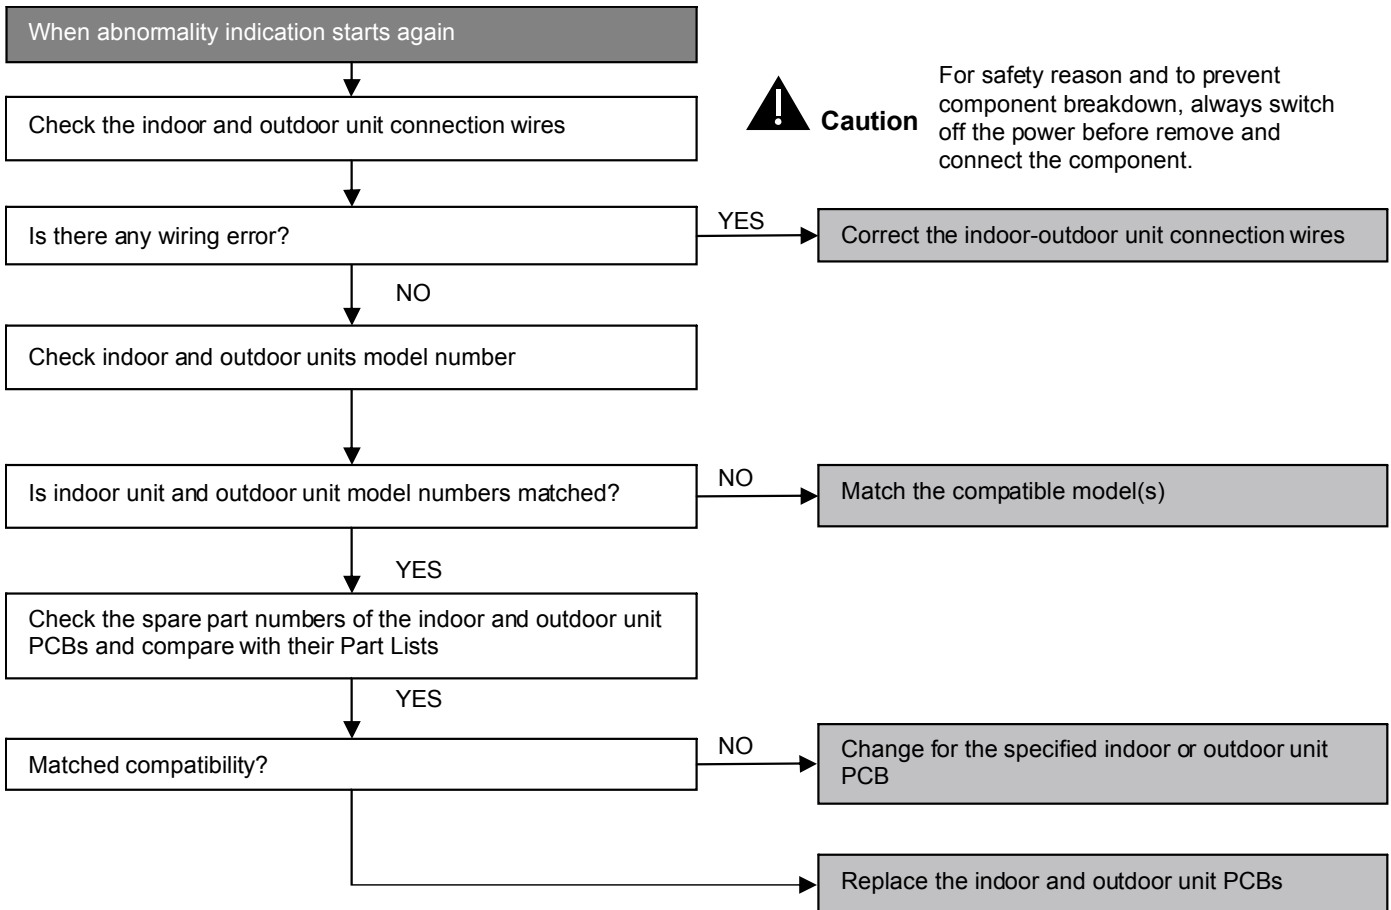 When abnormality indication starts again
For safety reason and to prevent
component breakdown, always switch
off the power before remove and
connect the component.
Caution
Check the indoor and outdoor unit connection wires
Is there any wiring error?
YES
Correct the indoor-outdoor unit connection wires
NO
Check indoor and outdoor units model number
Is indoor unit and outdoor unit model numbers matched?
NO
Match the compatible model(s)
YES
Check the spare part numbers of the indoor and outdoor unit
PCBs and compare with their Part Lists
YES
Matched compatibility?
NO
Change for the specified indoor or outdoor unit
PCB
Replace the indoor and outdoor unit PCBs